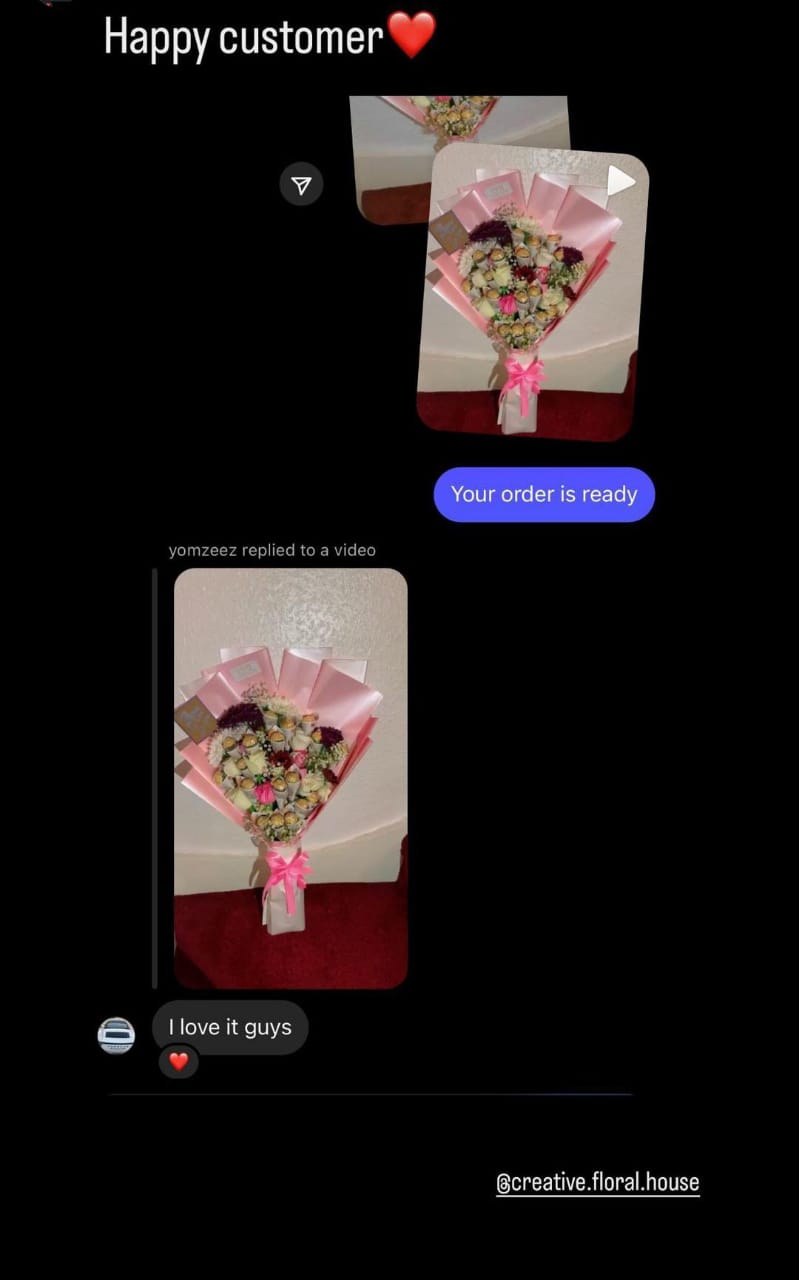 Happy customer❤️
Your order is ready
yomzeez replied to a video
I love it guys
❤️
@creative.floral.house